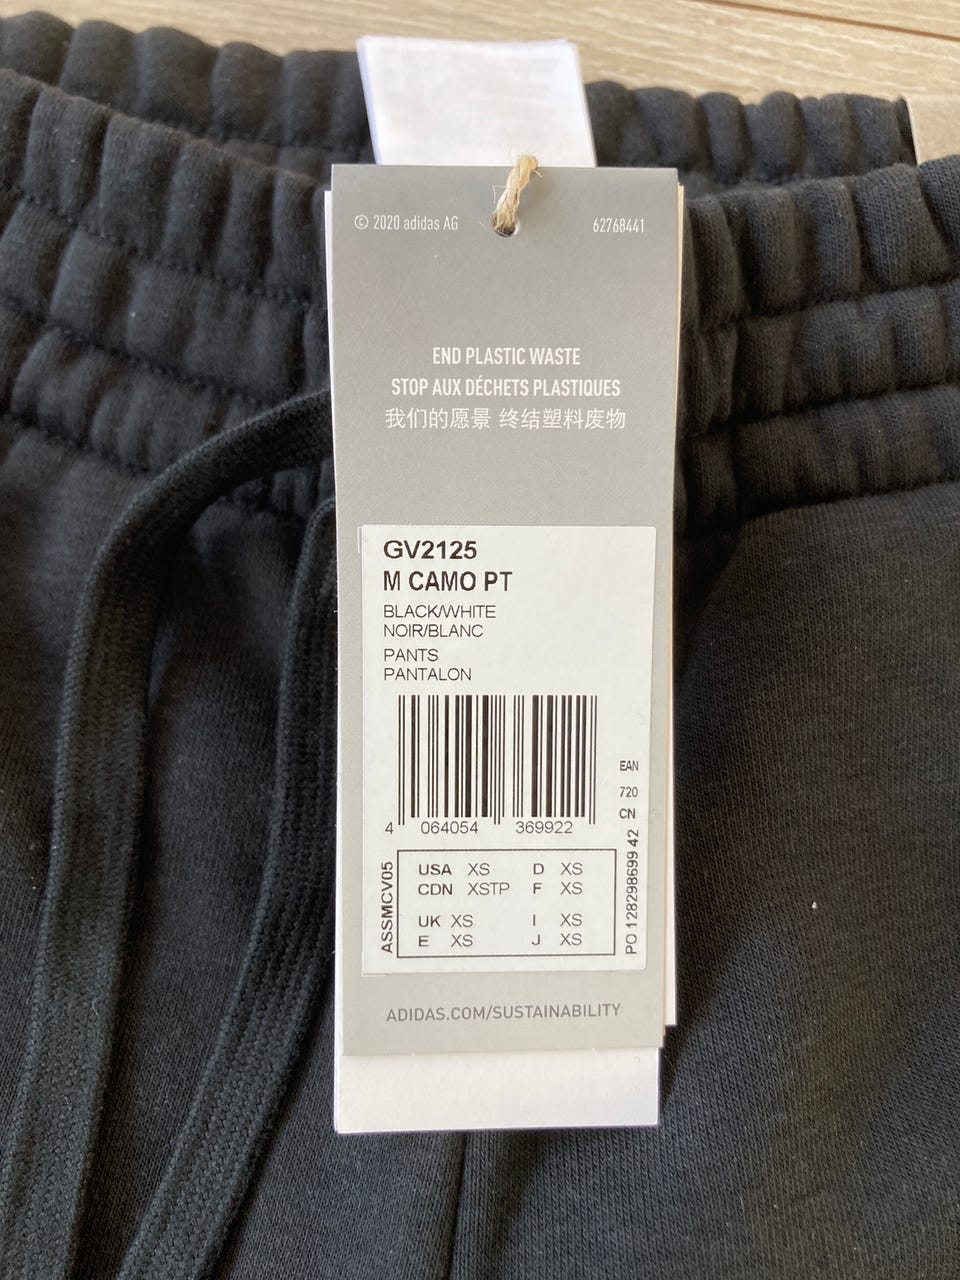 © 2020 adidas AG
62768441
END PLASTIC WASTE
STOP AUX DÉCHETS PLASTIQUES
我们的愿景 终结塑料废物
GV2125
M CAMO PT
BLACK/WHITE
NOIR/BLANC
PANTS
PANTALON
EAN
720
CN
4 064054 369922
ASSMCV05
USA XS D XS
CDN XSTP F XS
UK XS I XS
E XS J XS
PO 128298699 42
ADIDAS.COM/SUSTAINABILITY